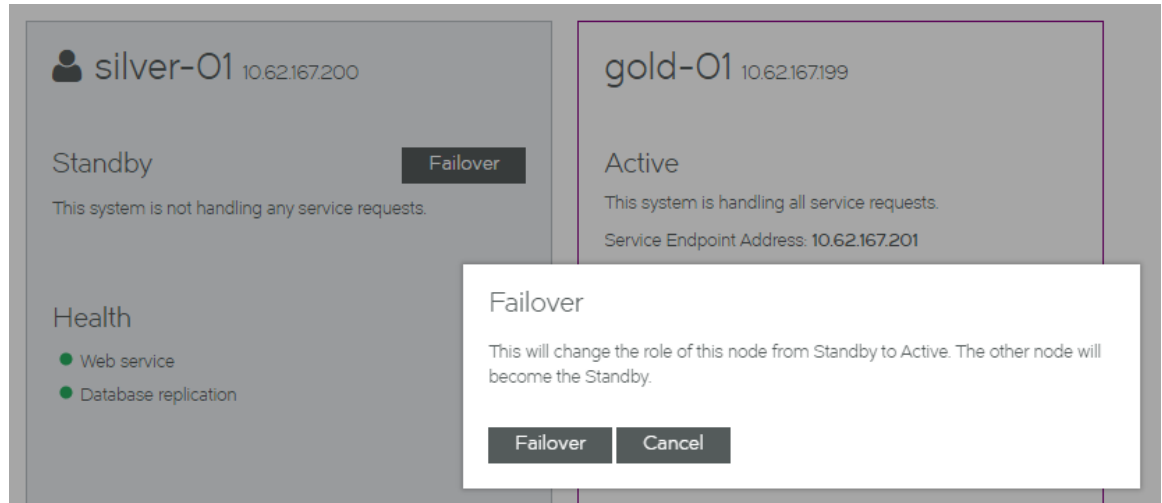 silver-01 10.62.167.200
Standby
Failover
This system is not handling any service requests.
Health
Web service
Database replication
gold-01 10.62.167.199
Active
This system is handling all service requests.
Service Endpoint Address: 10.62.167.201
Failover
This will change the role of this node from Standby to Active. The other node will
become the Standby.
Failover
Cancel